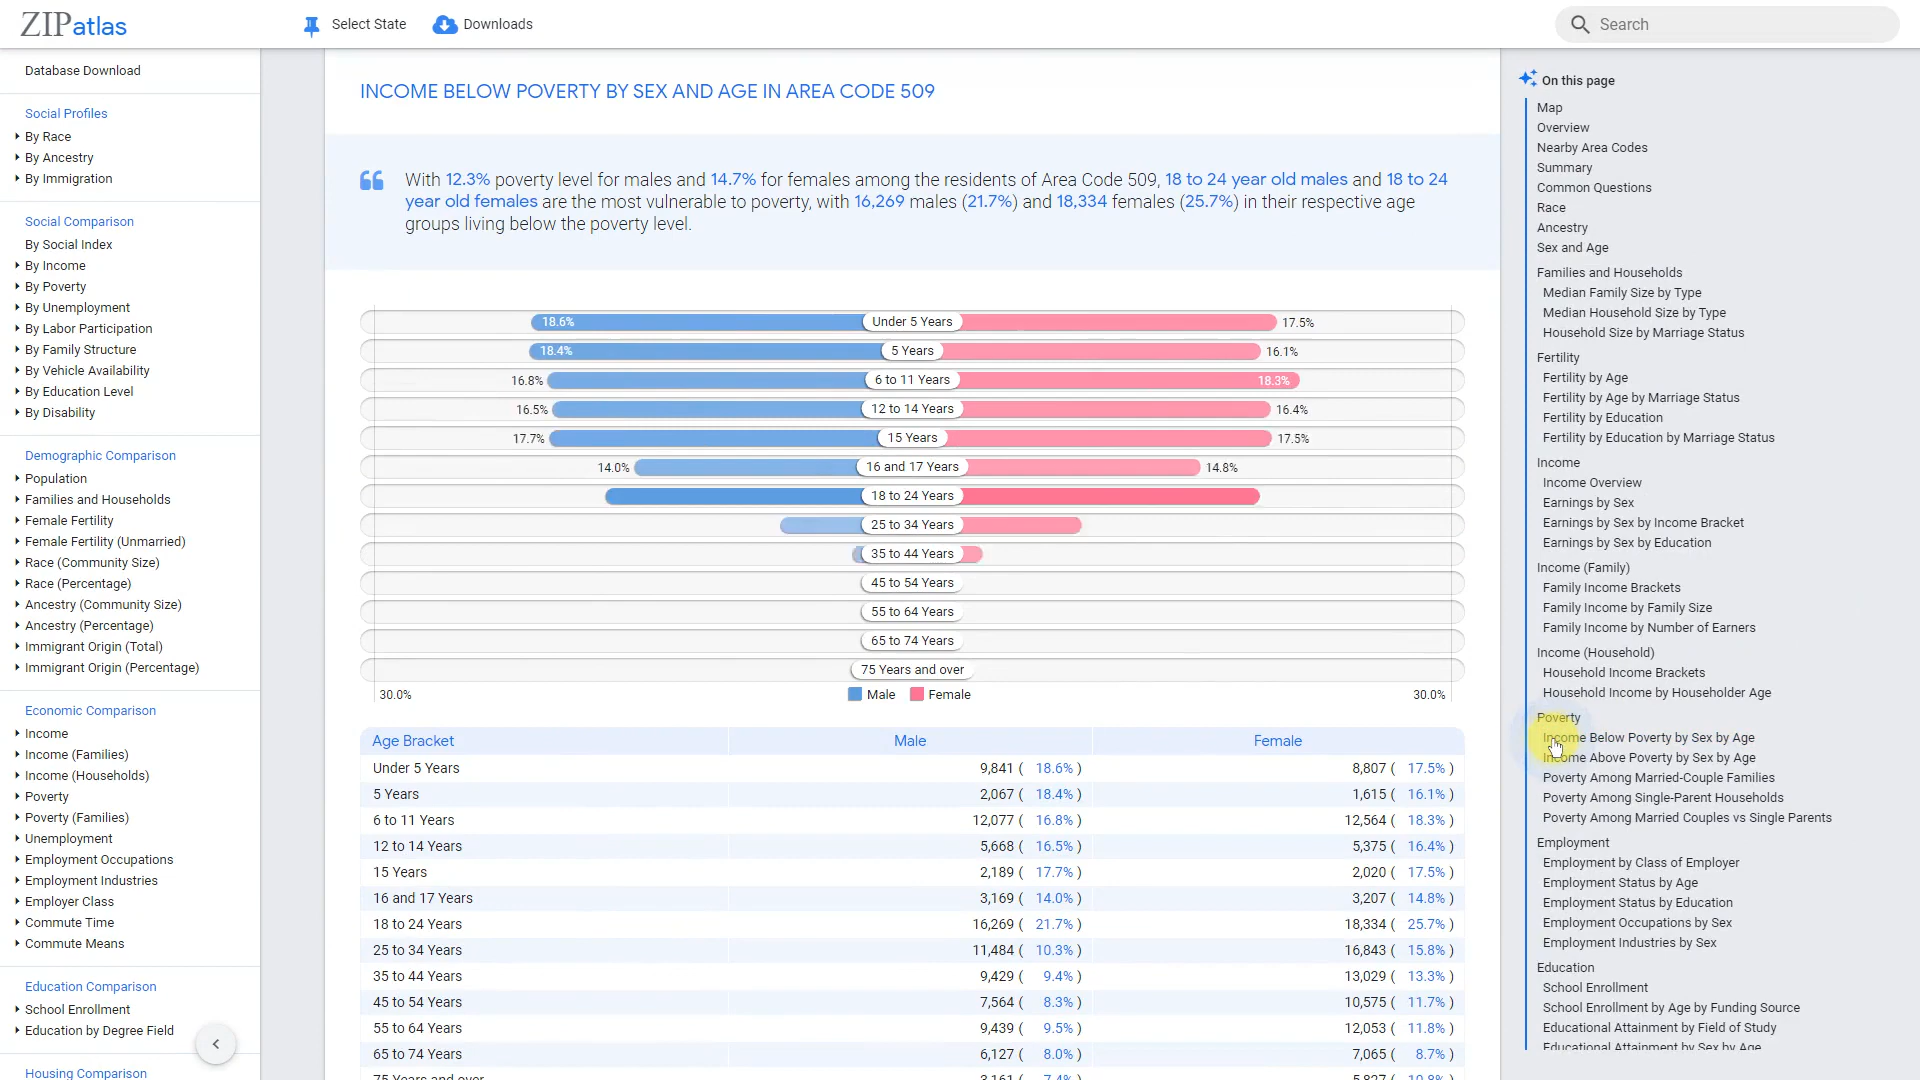 ZIPatlas
Select State
Downloads
Search
Database Download
Social Profiles
By Race
By Ancestry
By Immigration
Social Comparison
By Social Index
By Income
By Poverty
By Unemployment
By Labor Participation
By Family Structure
By Vehicle Availability
By Education Level
By Disability
Demographic Comparison
Population
Families and Households
Female Fertility
Female Fertility (Unmarried)
Race (Community Size)
Race (Percentage)
Ancestry (Community Size)
Ancestry (Percentage)
Immigrant Origin (Total)
Immigrant Origin (Percentage)
Economic Comparison
Income
Income (Families)
Income (Households)
Poverty
Poverty (Families)
Unemployment
Employment Occupations
Employment Industries
Employer Class
Commute Time
Commute Means
Education Comparison
School Enrollment
Education by Degree Field
Housing Comparison
INCOME BELOW POVERTY BY SEX AND AGE IN AREA CODE 509
With 12.3% poverty level for males and 14.7% for females among the residents of Area Code 509, 18 to 24 year old males and 18 to 24
year old females are the most vulnerable to poverty, with 16,269 males (21.7%) and 18,334 females (25.7%) in their respective age
groups living below the poverty level.
18.6% Under 5 Years 17.5%
18.4% 5 Years 16.1%
16.8% 6 to 11 Years 18.3%
16.5% 12 to 14 Years 16.4%
17.7% 15 Years 17.5%
14.0% 16 and 17 Years 14.8%
18 to 24 Years
25 to 34 Years
35 to 44 Years
45 to 54 Years
55 to 64 Years
65 to 74 Years
75 Years and over
30.0% Male Female 30.0%
Age Bracket Male Female
Under 5 Years 9,841 ( 18.6% ) 8,807 ( 17.5% )
5 Years 2,067 ( 18.4% ) 1,615 ( 16.1% )
6 to 11 Years 12,077 ( 16.8% ) 12,564 ( 18.3% )
12 to 14 Years 5,668 ( 16.5% ) 5,375 ( 16.4% )
15 Years 2,189 ( 17.7% ) 2,020 ( 17.5% )
16 and 17 Years 3,169 ( 14.0% ) 3,207 ( 14.8% )
18 to 24 Years 16,269 ( 21.7% ) 18,334 ( 25.7% )
25 to 34 Years 11,484 ( 10.3% ) 16,843 ( 15.8% )
35 to 44 Years 9,429 ( 9.4% ) 13,029 ( 13.3% )
45 to 54 Years 7,564 ( 8.3% ) 10,575 ( 11.7% )
55 to 64 Years 9,439 ( 9.5% ) 12,053 ( 11.8% )
65 to 74 Years 6,127 ( 8.0% ) 7,065 ( 8.7% )
75 Years and over 3,161 ( 7.4% ) 5,827 ( 10.8% )
On this page
Map
Overview
Nearby Area Codes
Summary
Common Questions
Race
Ancestry
Sex and Age
Families and Households
Median Family Size by Type
Median Household Size by Type
Household Size by Marriage Status
Fertility
Fertility by Age
Fertility by Age by Marriage Status
Fertility by Education
Fertility by Education by Marriage Status
Income
Income Overview
Earnings by Sex
Earnings by Sex by Income Bracket
Earnings by Sex by Education
Income (Family)
Family Income Brackets
Family Income by Family Size
Family Income by Number of Earners
Income (Household)
Household Income Brackets
Household Income by Householder Age
Poverty
Income Below Poverty by Sex by Age
Income Above Poverty by Sex by Age
Poverty Among Married-Couple Families
Poverty Among Single-Parent Households
Poverty Among Married Couples vs Single Parents
Employment
Employment by Class of Employer
Employment Status by Age
Employment Status by Education
Employment Occupations by Sex
Employment Industries by Sex
Education
School Enrollment
School Enrollment by Age by Funding Source
Educational Attainment by Field of Study
Educational Attainment by Sex by Age